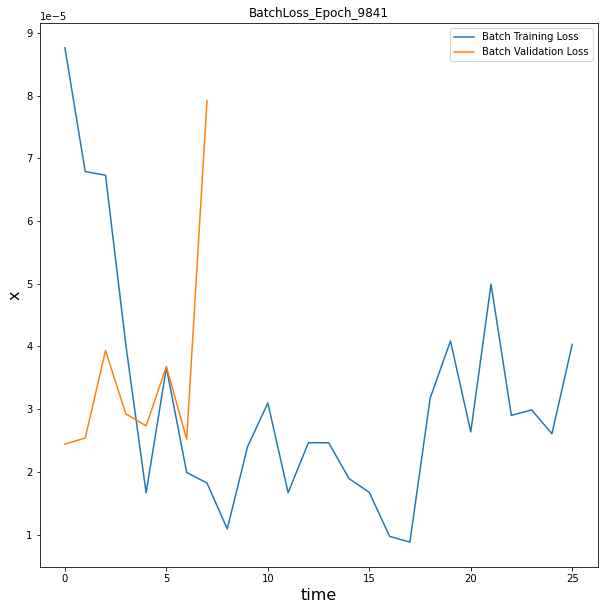 BatchLoss_Epoch_9841
1e−5
Batch Training Loss
Batch Validation Loss
9
8
7
6
5
4
3
2
1
x
0 5 10 15 20 25
time